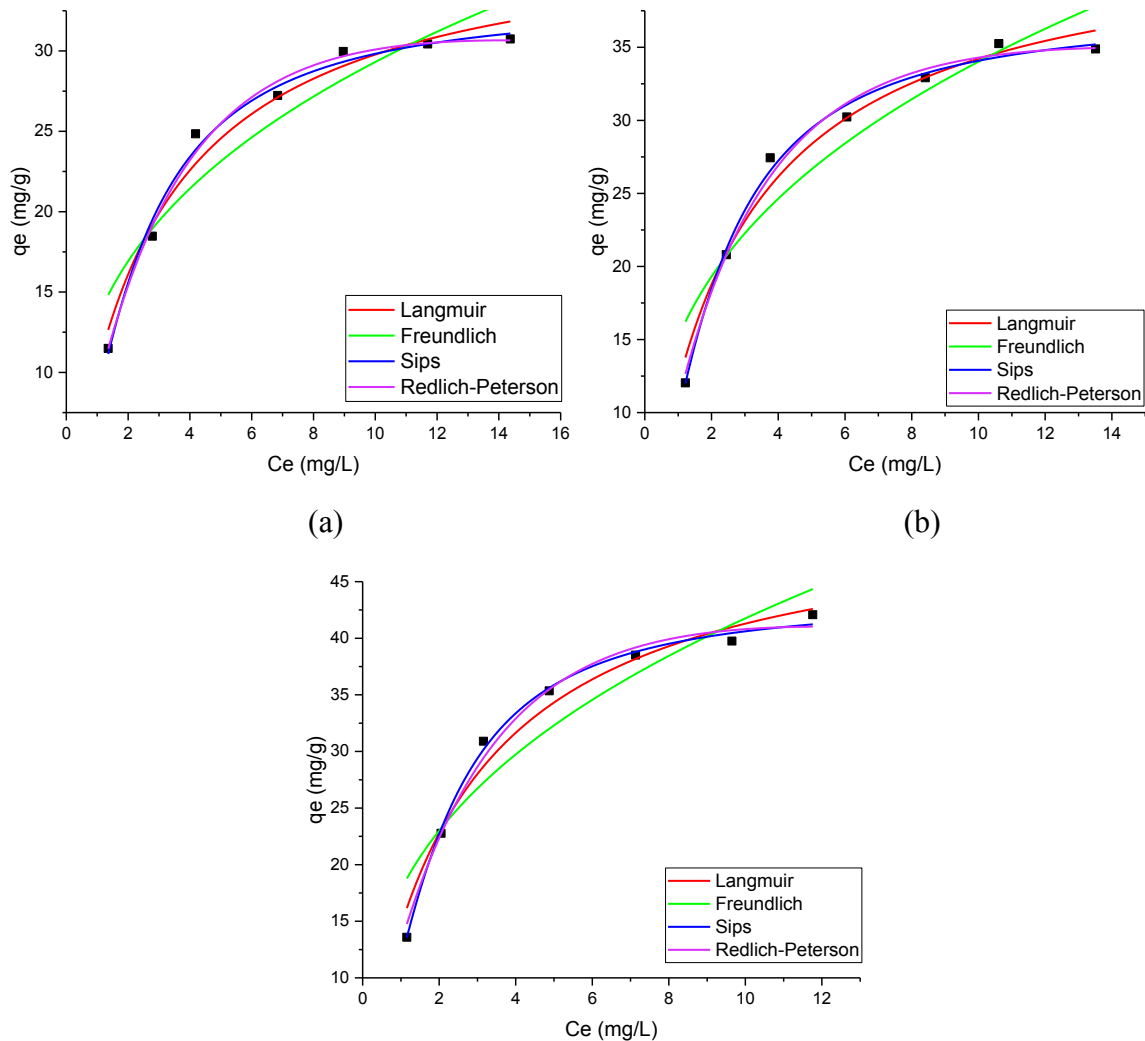 30
25
20
15
10
qe (mg/g)
0 2 4 6 8 10 12 14 16
Ce (mg/L)
Langmuir
Freundlich
Sips
Redlich-Peterson
(a)
35
30
25
20
15
10
qe (mg/g)
0 2 4 6 8 10 12 14
Ce (mg/L)
Langmuir
Freundlich
Sips
Redlich-Peterson
(b)
45
40
35
30
25
20
15
10
qe (mg/g)
0 2 4 6 8 10 12
Ce (mg/L)
Langmuir
Freundlich
Sips
Redlich-Peterson